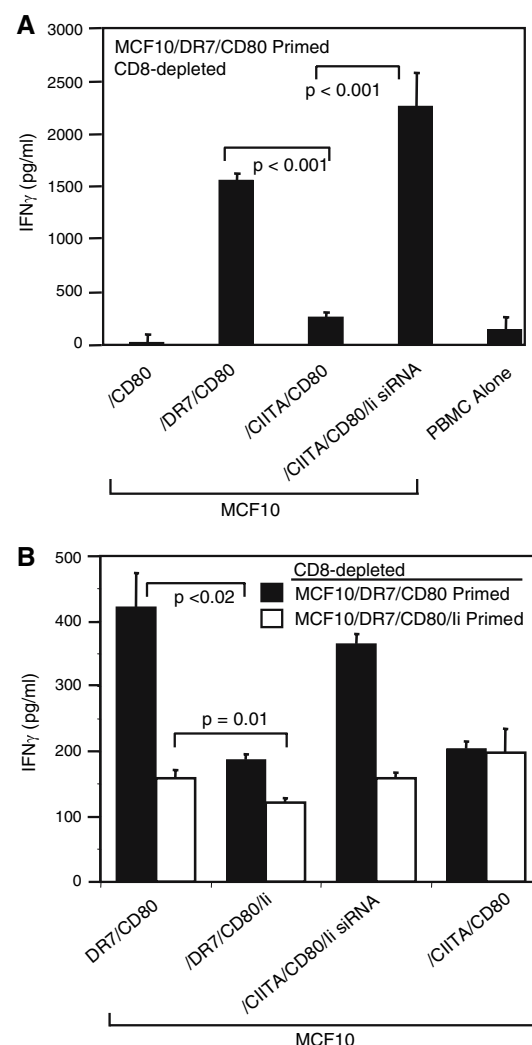 A
MCF10/DR7/CD80 Primed
CD8-depleted
p < 0.001
p < 0.001
IFNγ (pg/ml)
3000
2500
2000
1500
1000
500
0
/CD80
/DR7/CD80
/CIITA/CD80
/CIITA/CD80/Ii siRNA
PBMC Alone
MCF10
B
CD8-depleted
MCF10/DR7/CD80 Primed
MCF10/DR7/CD80/Ii Primed
p <0.02
p = 0.01
IFNγ (pg/ml)
500
400
300
200
100
0
DR7/CD80
/DR7/CD80/Ii
/CIITA/CD80/Ii siRNA
/CIITA/CD80
MCF10